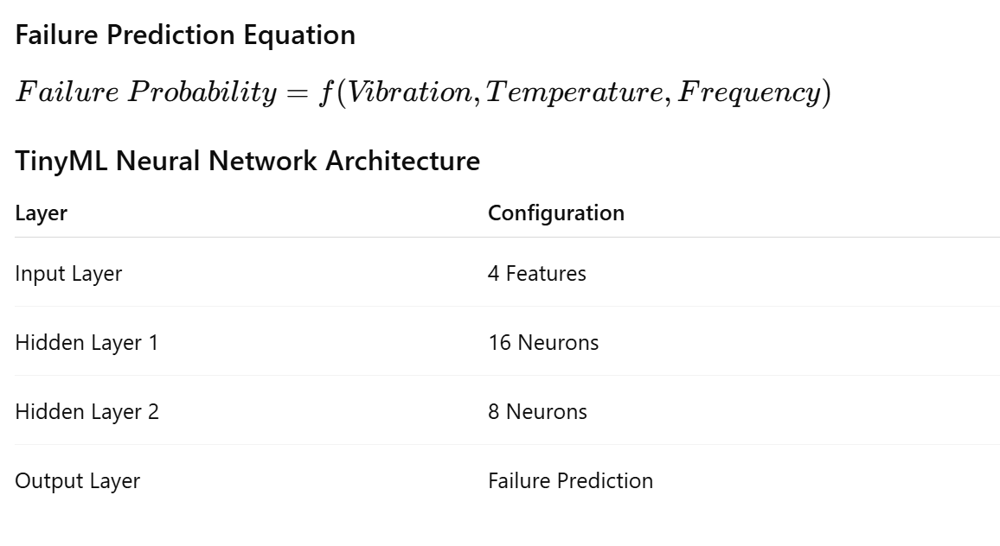 Failure Prediction Equation
Failure Probability = f(Vibration, Temperature, Frequency)
TinyML Neural Network Architecture
Layer Configuration
Input Layer 4 Features
Hidden Layer 1 16 Neurons
Hidden Layer 2 8 Neurons
Output Layer Failure Prediction